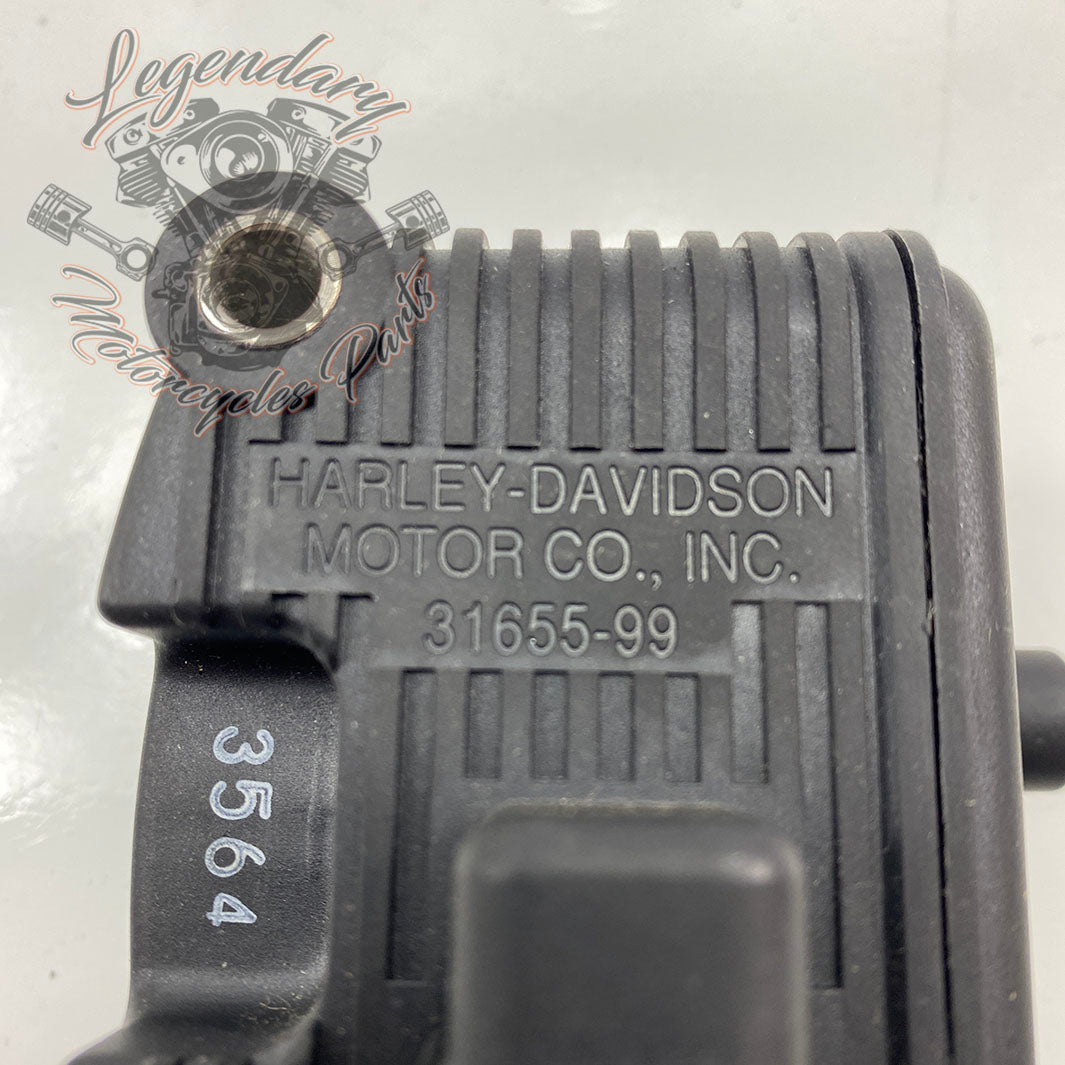 Legendary
Motorcycles Parts
HARLEY-DAVIDSON
MOTOR CO., INC.
31655-99
3564